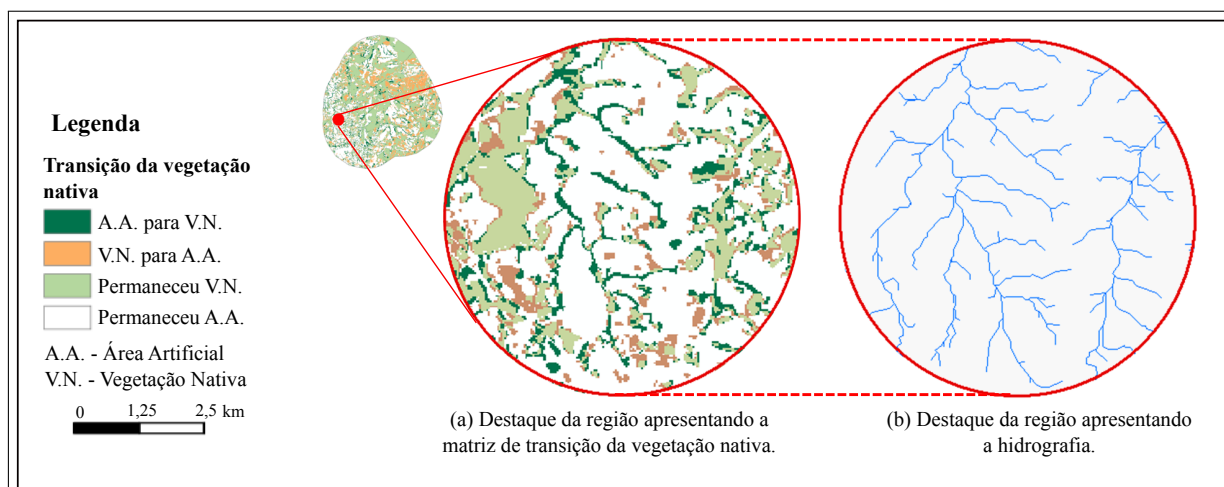 Legenda
Transição da vegetação
nativa
A.A. para V.N.
V.N. para A.A.
Permaneceu V.N.
Permaneceu A.A.
A.A. - Área Artificial
V.N. - Vegetação Nativa
0 1,25 2,5 km
(a) Destaque da região apresentando a
matriz de transição da vegetação nativa.
(b) Destaque da região apresentando
a hidrografia.